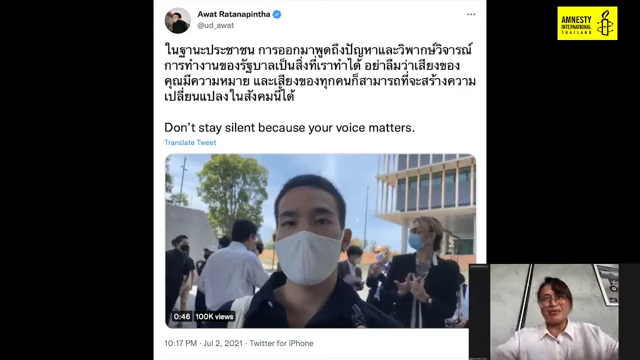 Awat Ratanapintha
@ud_awat
ในฐานะประชาชน การออกมาพูดถึงปัญหาและวิพากษ์วิจารณ์
การทำงานของรัฐบาลเป็นสิ่งที่เราทำได้ อย่าลืมว่าเสียงของ
คุณมีความหมาย และเสียงของทุกคนก็สามารถที่จะสร้างความ
เปลี่ยนแปลงในสังคมนี้ได้
Don't stay silent because your voice matters.
Translate Tweet
0:46 100K views
10:17 PM · Jul 2, 2021 · Twitter for iPhone
AMNESTY
INTERNATIONAL
THAILAND